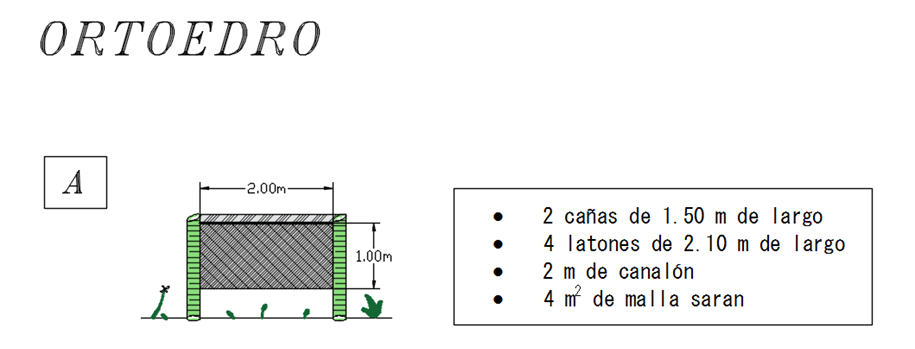 ORTOEDRO
A
2.00m
1.00m
• 2 cañas de 1.50 m de largo
• 4 latones de 2.10 m de largo
• 2 m de canalón
• 4 m² de malla saran